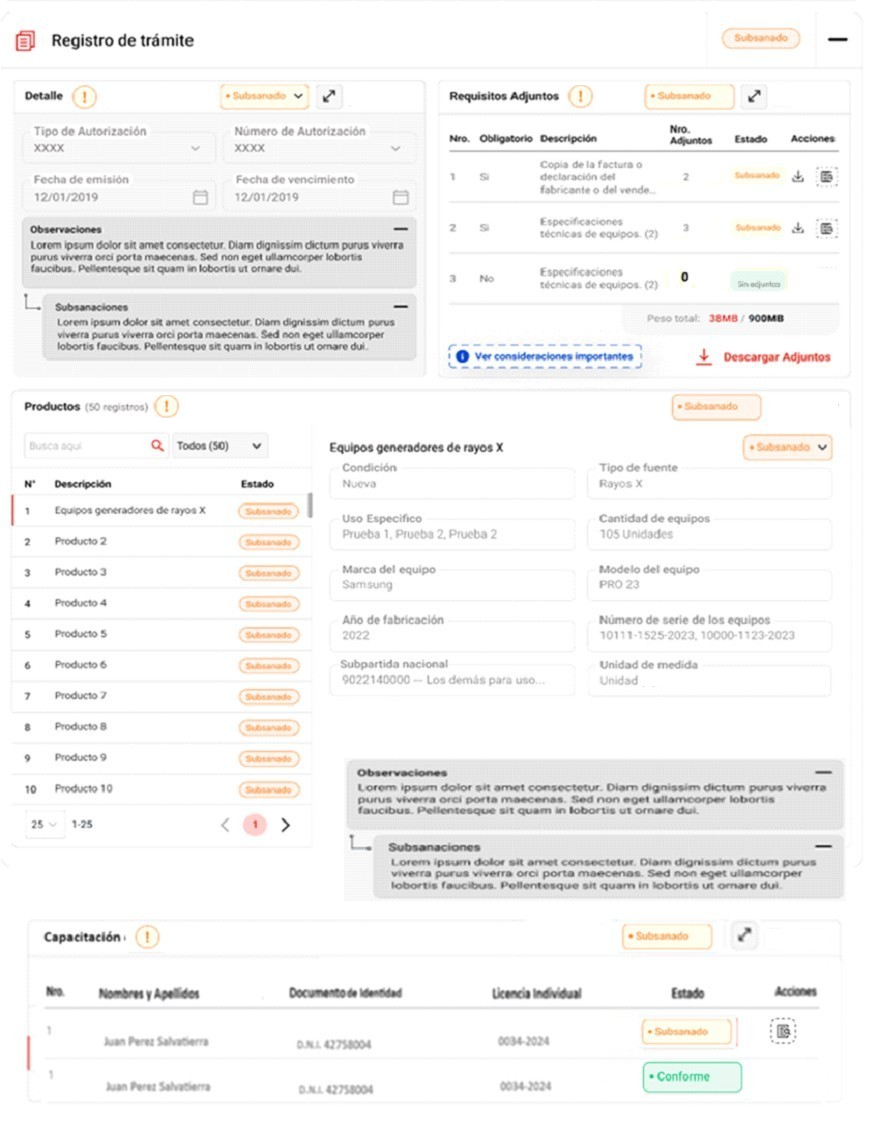 Registro de trámite
Subsanado
Detalle
• Subsanado
Tipo de Autorización
XXXX
Número de Autorización
XXXX
Fecha de emisión
12/01/2019
Fecha de vencimiento
12/01/2019
Observaciones
Lorem ipsum dolor sit amet consectetur. Diam dignissim dictum purus viverra
purus viverra orci porta maecenas. Sed non eget ullamcorper lobortis
faucibus. Pellentesque sit quam in lobortis ut ornare dui.
Subsanaciones
Lorem ipsum dolor sit amet consectetur. Diam dignissim dictum purus
viverra purus viverra orci porta maecenas. Sed non eget ullamcorper
lobortis faucibus. Pellentesque sit quam in lobortis ut ornare dui.
Requisitos Adjuntos
• Subsanado
Nro. Obligatorio Descripción Nro. Adjuntos Estado Acciones
1 Si Copia de la factura o 2 Subsanado
declaración del
fabricante o del vende...
2 Si Especificaciones 3 Subsanado
técnicas de equipos. (2)
3 No Especificaciones 0 Sin adjuntos
técnicas de equipos. (2)
Peso total: 38MB / 900MB
Ver consideraciones importantes
Descargar Adjuntos
Productos (50 registros)
• Subsanado
Busca aquí
Todos (50)
N° Descripción Estado
1 Equipos generadores de rayos X Subsanado
2 Producto 2 Subsanado
3 Producto 3 Subsanado
4 Producto 4 Subsanado
5 Producto 5 Subsanado
6 Producto 6 Subsanado
7 Producto 7 Subsanado
8 Producto 8 Subsanado
9 Producto 9 Subsanado
10 Producto 10 Subsanado
25 1-25 1
Equipos generadores de rayos X
• Subsanado
Condición
Nueva
Tipo de fuente
Rayos X
Uso Especifico
Prueba 1, Prueba 2, Prueba 2
Cantidad de equipos
105 Unidades
Marca del equipo
Samsung
Modelo del equipo
PRO 23
Año de fabricación
2022
Número de serie de los equipos
10111-1525-2023, 10000-1123-2023
Subpartida nacional
9022140000 — Los demás para uso...
Unidad de medida
Unidad
Observaciones
Lorem ipsum dolor sit amet consectetur. Diam dignissim dictum purus viverra
purus viverra orci porta maecenas. Sed non eget ullamcorper lobortis
faucibus. Pellentesque sit quam in lobortis ut ornare dui.
Subsanaciones
Lorem ipsum dolor sit amet consectetur. Diam dignissim dictum purus
viverra purus viverra orci porta maecenas. Sed non eget ullamcorper
lobortis faucibus. Pellentesque sit quam in lobortis ut ornare dui.
Capacitación
• Subsanado
Nro. Nombres y Apellidos Documento de Identidad Licencia Individual Estado Acciones
1 Juan Perez Salvatierra D.N.I. 42758004 0034-2024 • Subsanado
1 Juan Perez Salvatierra D.N.I. 42758004 0034-2024 • Conforme